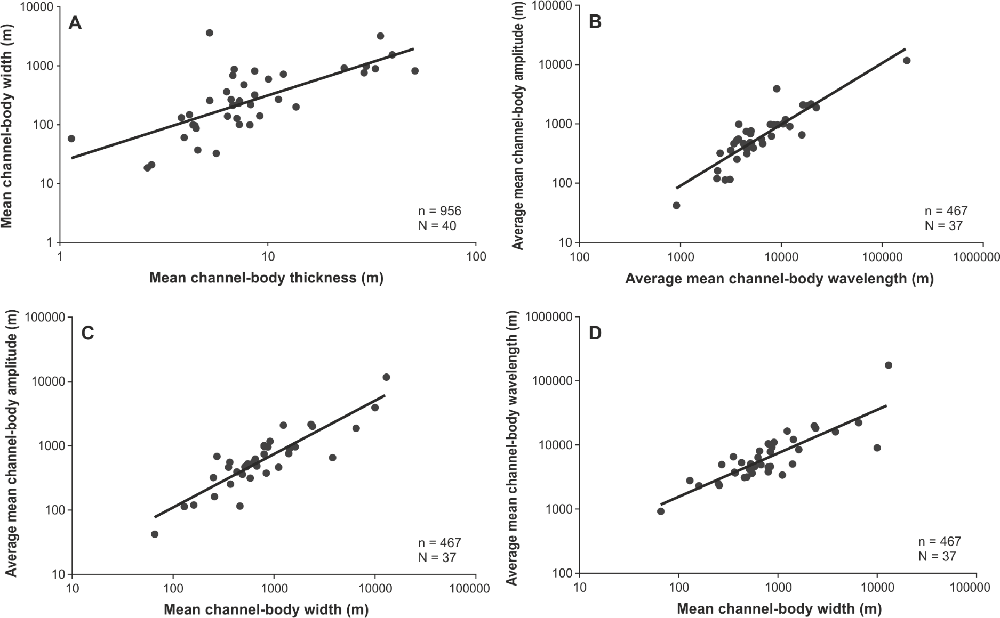 A
Mean channel-body width (m)
10000
1000
100
10
1
1 10 100
Mean channel-body thickness (m)
n = 956
N = 40
B
Average mean channel-body amplitude (m)
100000
10000
1000
100
10
100 1000 10000 100000 1000000
Average mean channel-body wavelength (m)
n = 467
N = 37
C
Average mean channel-body amplitude (m)
100000
10000
1000
100
10
10 100 1000 10000 100000
Mean channel-body width (m)
n = 467
N = 37
D
Average mean channel-body wavelength (m)
1000000
100000
10000
1000
100
10 100 1000 10000 100000
Mean channel-body width (m)
n = 467
N = 37